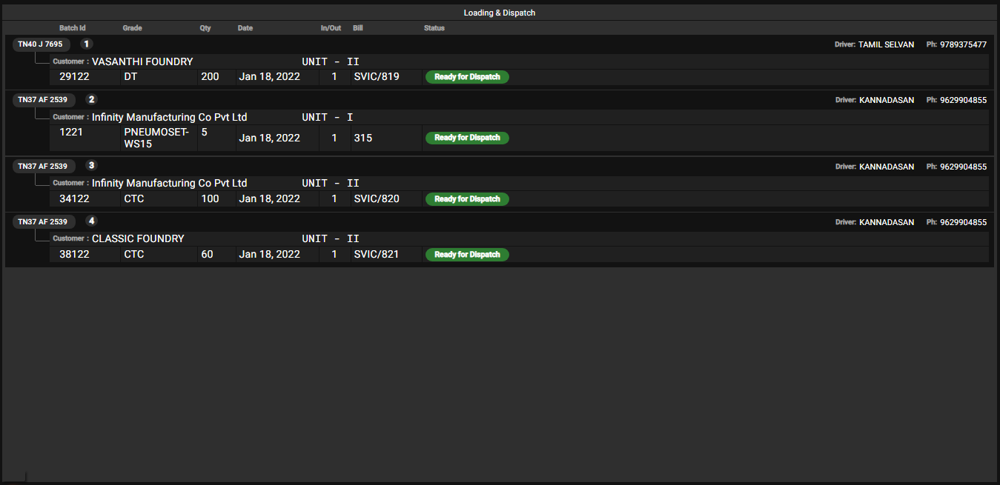 Loading & Dispatch
Batch Id Grade Qty Date In/Out Bill Status
TN40 J 7695 1 Driver: TAMIL SELVAN Ph: 9789375477
Customer : VASANTHI FOUNDRY UNIT - II
29122 DT 200 Jan 18, 2022 1 SVIC/819 Ready for Dispatch
TN37 AF 2539 2 Driver: KANNADASAN Ph: 9629904855
Customer : Infinity Manufacturing Co Pvt Ltd UNIT - I
1221 PNEUMOSET- 5 Jan 18, 2022 1 315 Ready for Dispatch
WS15
TN37 AF 2539 3 Driver: KANNADASAN Ph: 9629904855
Customer : Infinity Manufacturing Co Pvt Ltd UNIT - II
34122 CTC 100 Jan 18, 2022 1 SVIC/820 Ready for Dispatch
TN37 AF 2539 4 Driver: KANNADASAN Ph: 9629904855
Customer : CLASSIC FOUNDRY UNIT - II
38122 CTC 60 Jan 18, 2022 1 SVIC/821 Ready for Dispatch